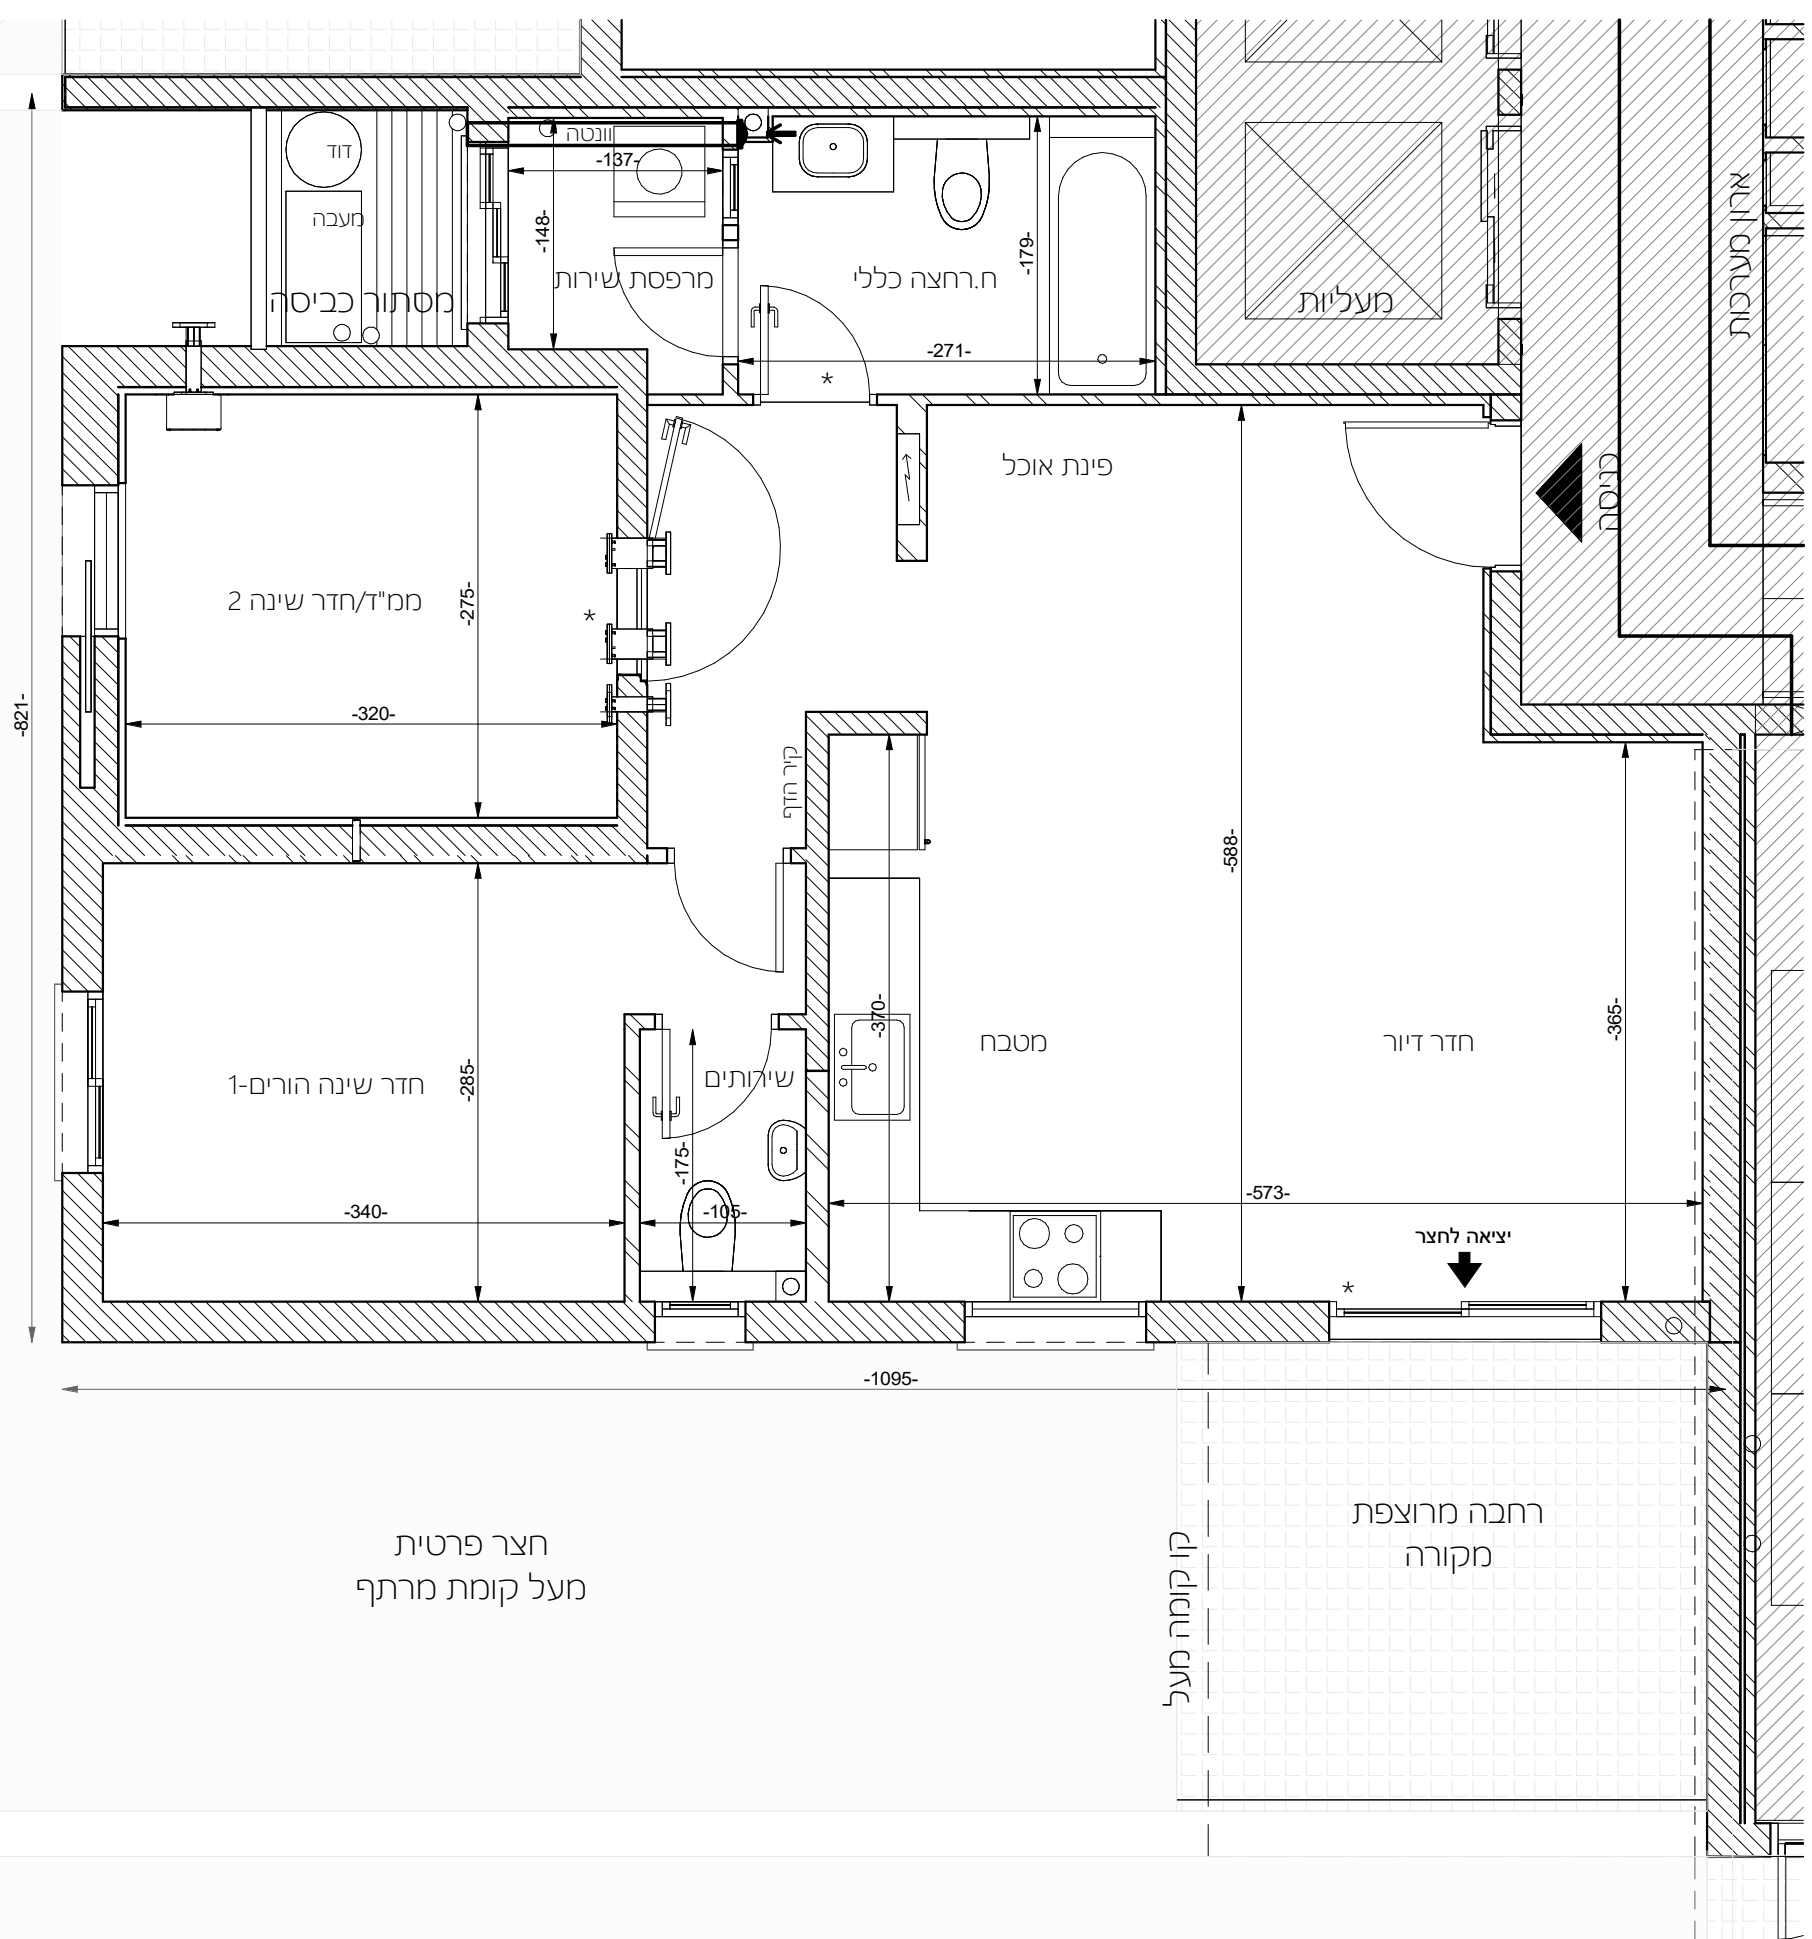 דוד
מעבה
מסתור כביסה
וונטה
-137-
-148-
מרפסת שירות
ח.רחצה כללי
-179-
-271-
*
מעליות
ארון מערכות
כניסה
פינת אוכל
ממ"ד/חדר שינה 2
-275-
*
-320-
-821-
קיר הדף
-588-
-370-
מטבח
חדר דיור
-365-
חדר שינה הורים-1
-285-
שירותים
-175-
-340-
-105-
-573-
יציאה לחצר
*
-1095-
חצר פרטית
מעל קומת מרתף
קו קומה מעל
רחבה מרוצפת
מקורה